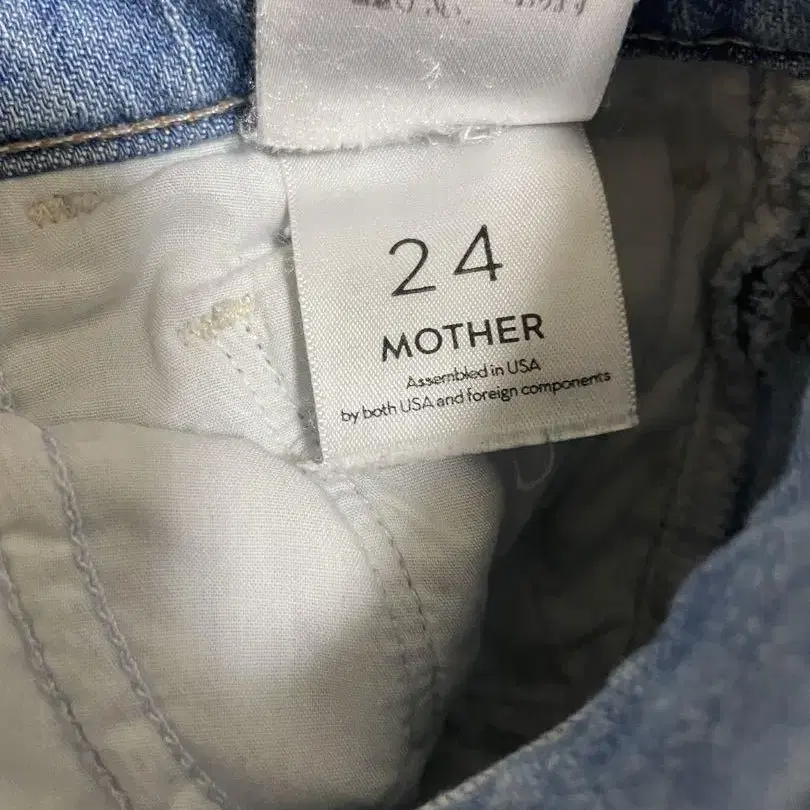 24
MOTHER
Assembled in USA
by both USA and foreign components